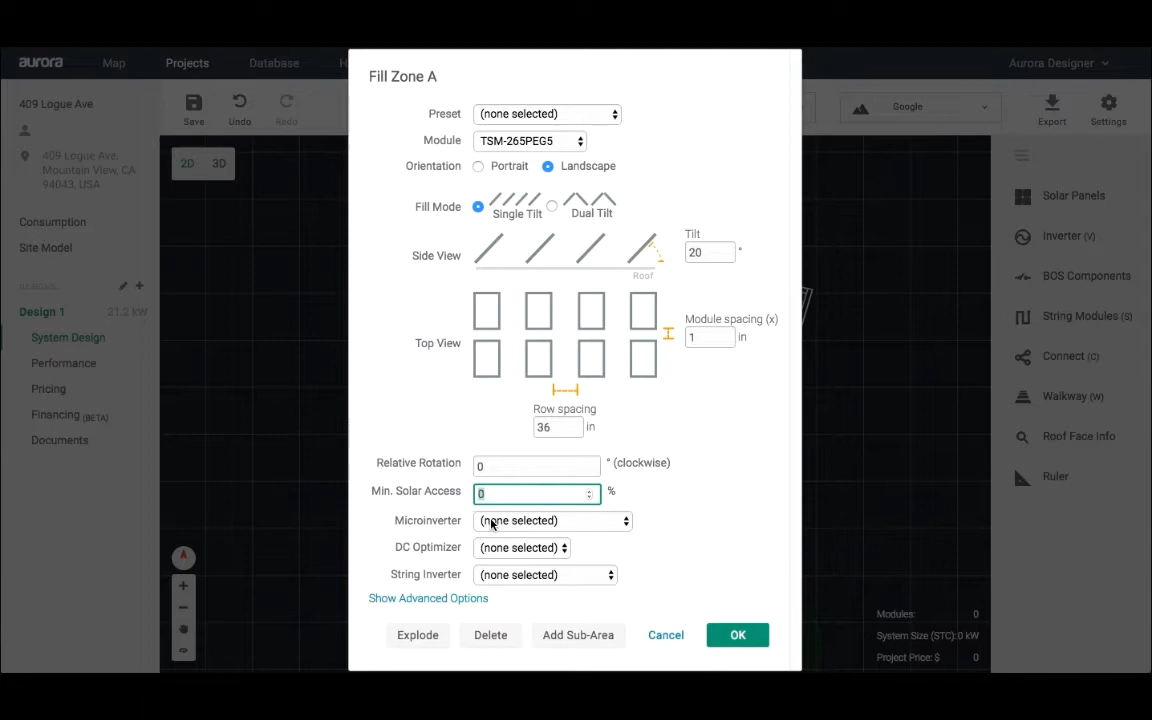 aurora
Map
Projects
Database
H
Aurora Designer
409 Logue Ave
409 Logue Ave,
Mountain View, CA
94043, USA
Consumption
Site Model
DESIGNS
Design 1 21.2 kW
System Design
Performance
Pricing
Financing (BETA)
Documents
Save
Undo
Redo
Google
Export
Settings
2D 3D
Fill Zone A
Preset (none selected)
Module TSM-265PEG5
Orientation Portrait Landscape
Fill Mode Single Tilt Dual Tilt
Side View
Roof
Tilt
20 °
Top View
Module spacing (x)
1 in
Row spacing
36 in
Relative Rotation 0 ° (clockwise)
Min. Solar Access 0 %
Microinverter (none selected)
DC Optimizer (none selected)
String Inverter (none selected)
Show Advanced Options
Explode Delete Add Sub-Area Cancel OK
Solar Panels
Inverter (V)
BOS Components
String Modules (S)
Connect (C)
Walkway (W)
Roof Face Info
Ruler
Modules: 0
System Size (STC): 0 kW
Project Price: $ 0